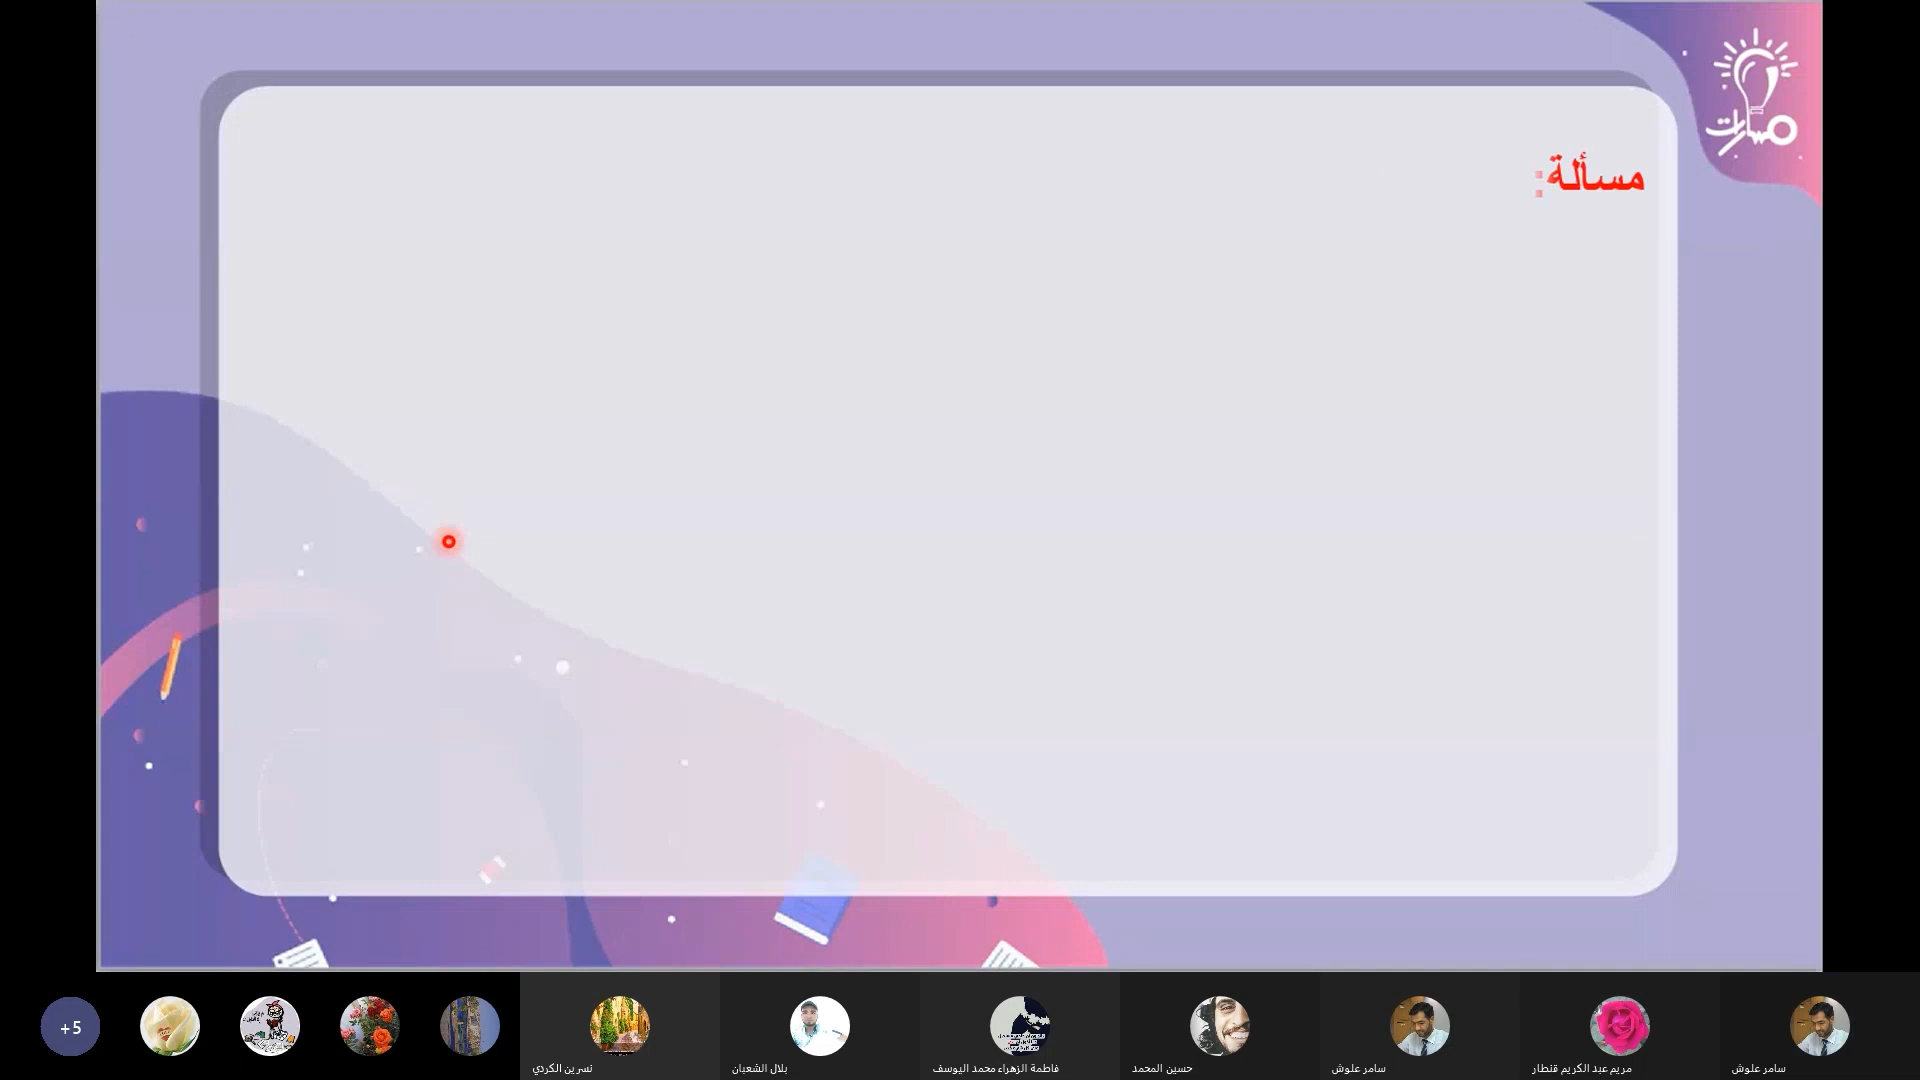 مسارات
مسألة:
+5
نسرين الكردي
بلال الشعبان
فاطمة الزهراء محمد اليوسف
حسين المحمد
سامر علوش
مريم عبد الكريم قنطار
سامر علوش